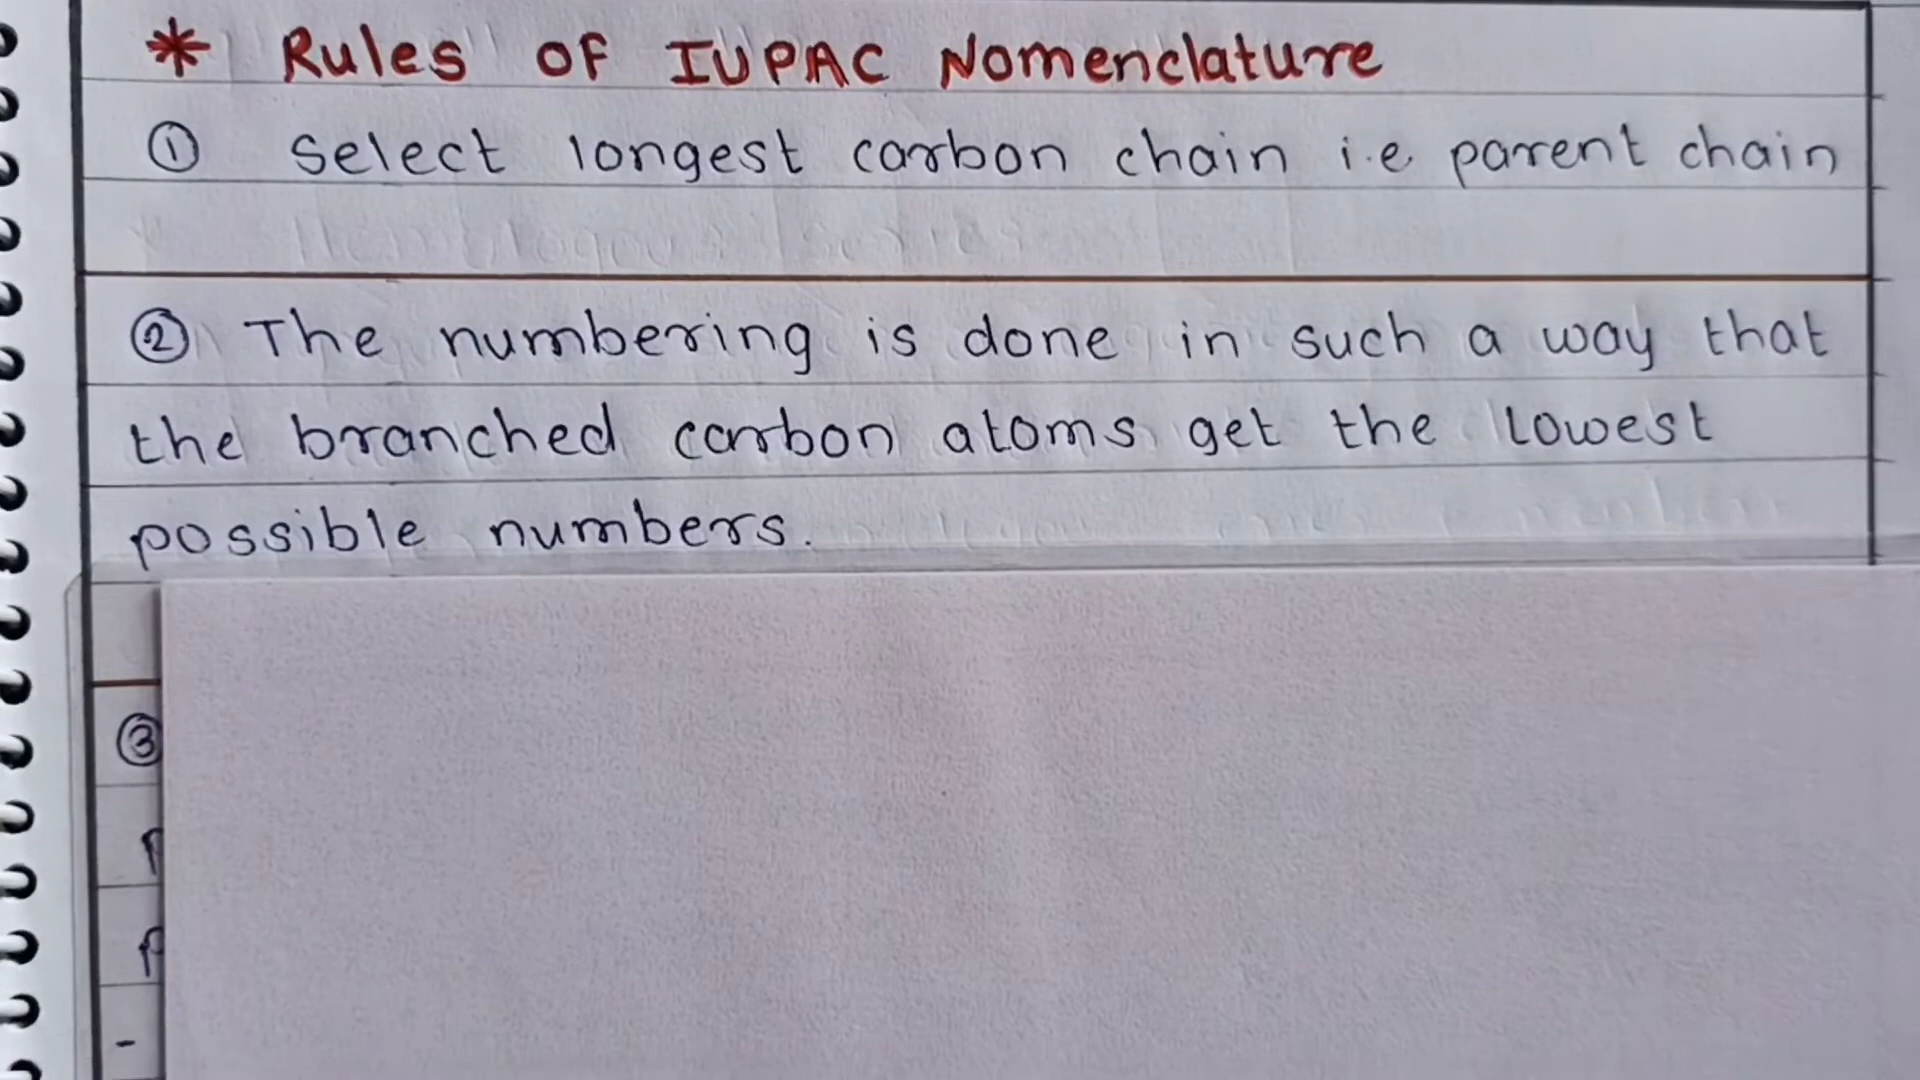 * Rules OF IUPAC Nomenclature
① Select longest carbon chain i.e parent chain
② The numbering is done in such a way that
the branched carbon atoms get the lowest
possible numbers.
③
-